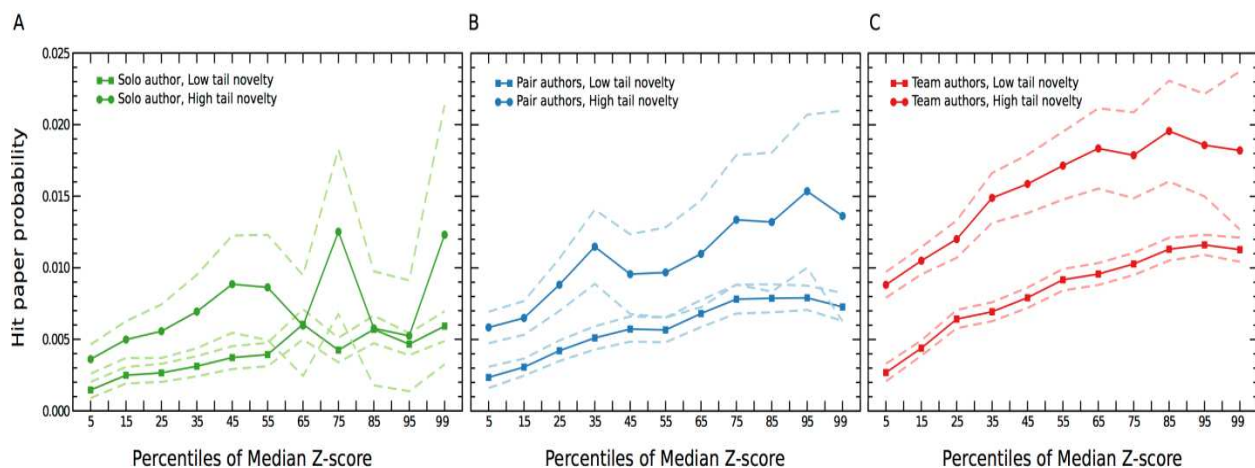 A
B
C
Hit paper probability
0.025
0.020
0.015
0.010
0.005
0.000
Solo author, Low tail novelty
Solo author, High tail novelty
Pair authors, Low tail novelty
Pair authors, High tail novelty
Team authors, Low tail novelty
Team authors, High tail novelty
5 15 25 35 45 55 65 75 85 95 99
5 15 25 35 45 55 65 75 85 95 99
5 15 25 35 45 55 65 75 85 95 99
Percentiles of Median Z-score
Percentiles of Median Z-score
Percentiles of Median Z-score